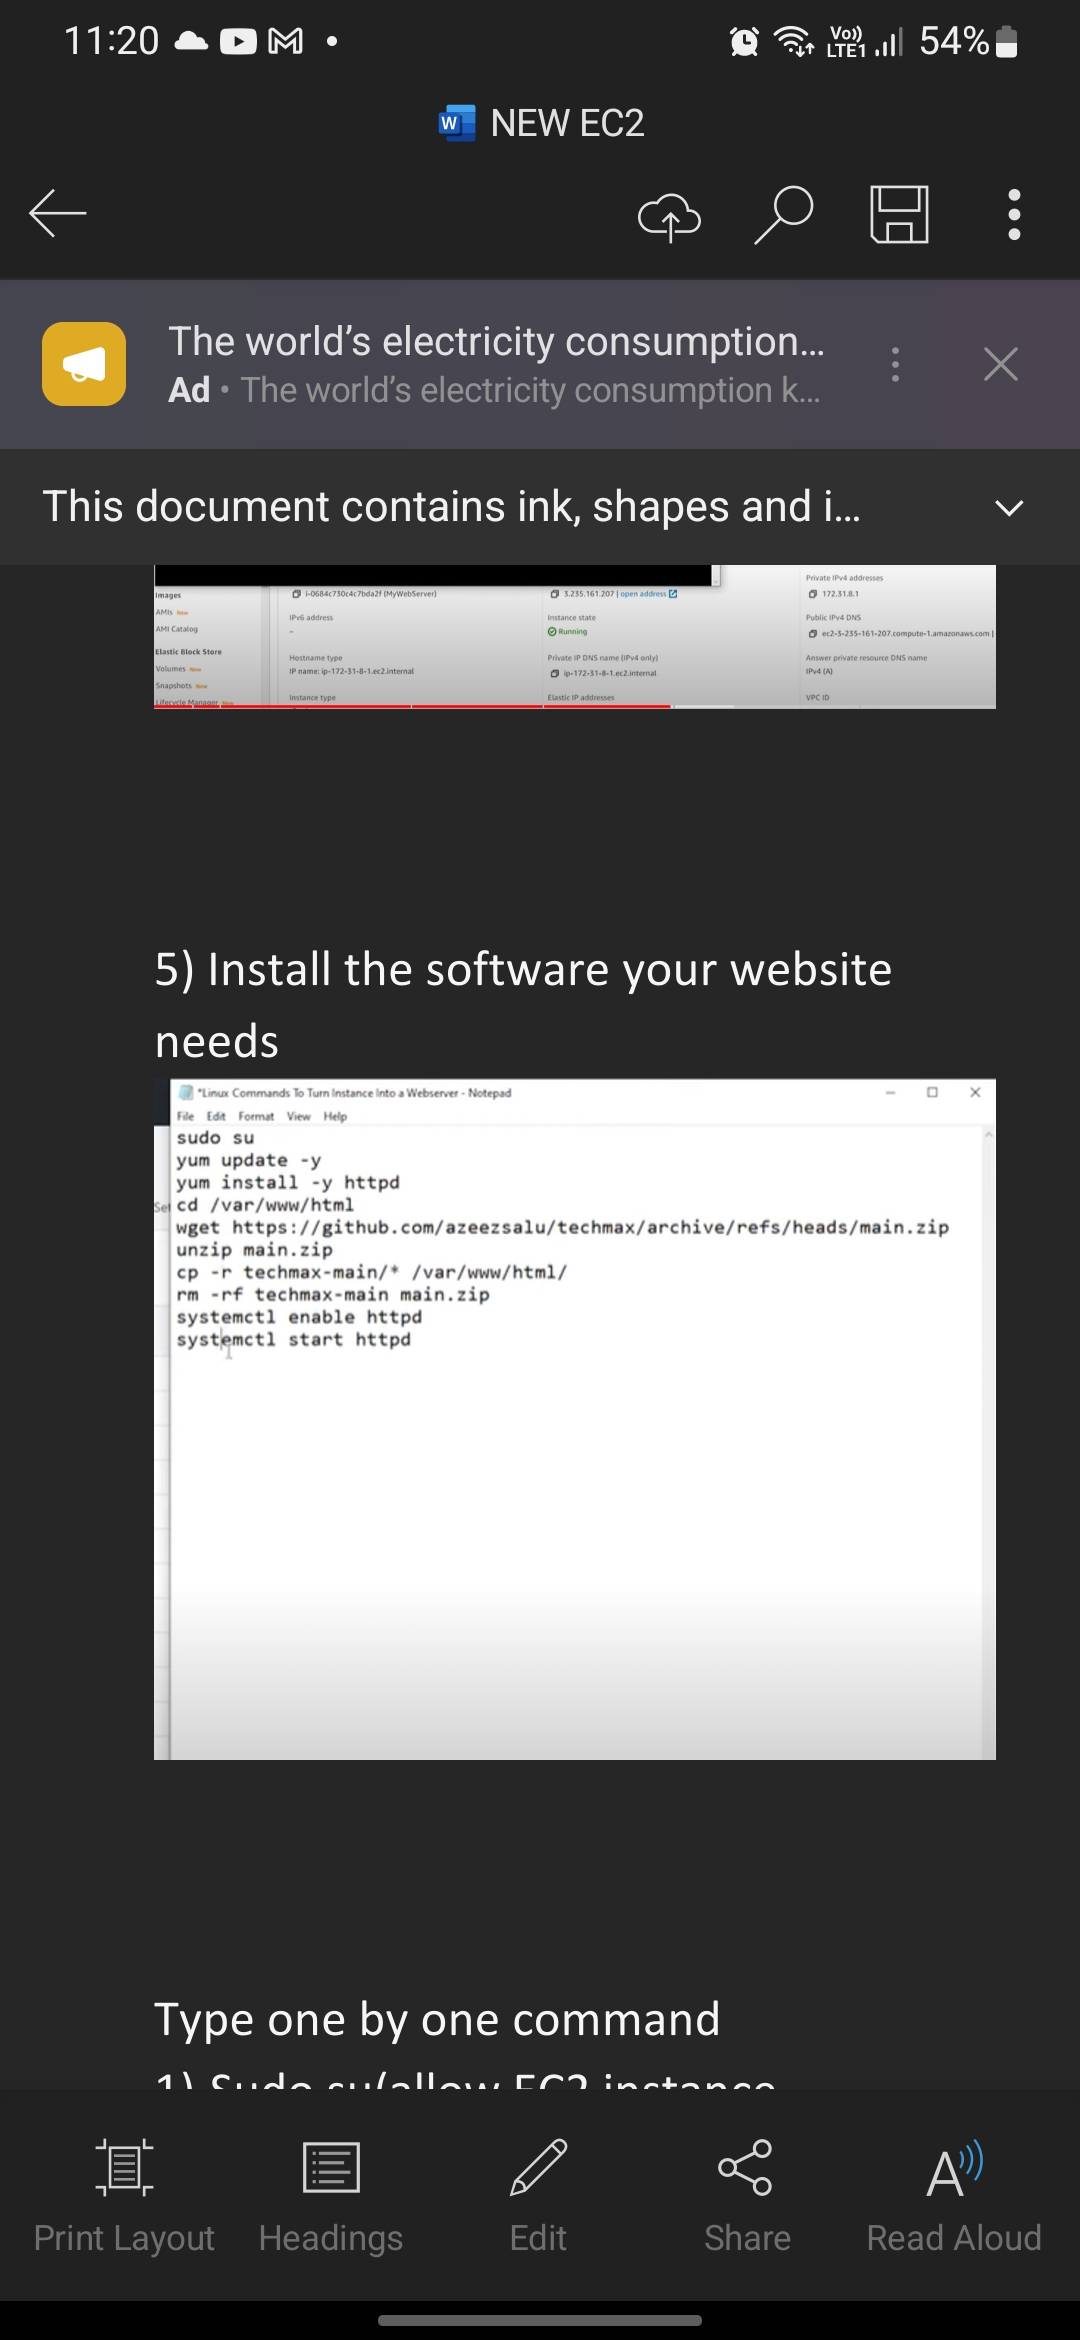 11:20
Vo))
LTE1
54%
W NEW EC2
The world's electricity consumption...
Ad • The world's electricity consumption k...
This document contains ink, shapes and i...
Private IPv4 addresses
Images
i-0684c730c4c7bda2f (MyWebServer)
3.235.161.207 | open address
172.31.8.1
AMIs New
IPv6 address
Instance state
Public IPv4 DNS
AMI Catalog
–
Running
ec2-3-235-161-207.compute-1.amazonaws.com |
Elastic Block Store
Hostname type
Private IP DNS name (IPv4 only)
Answer private resource DNS name
Volumes New
IP name: ip-172-31-8-1.ec2.internal
ip-172-31-8-1.ec2.internal
IPv4 (A)
Snapshots New
Lifecycle Manager New
Instance type
Elastic IP addresses
VPC ID
5) Install the software your website
needs
*Linux Commands To Turn Instance Into a Webserver - Notepad
File Edit Format View Help
sudo su
yum update -y
yum install -y httpd
cd /var/www/html
wget https://github.com/azeezsalu/techmax/archive/refs/heads/main.zip
unzip main.zip
cp -r techmax-main/* /var/www/html/
rm -rf techmax-main main.zip
systemctl enable httpd
systemctl start httpd
Type one by one command
1) Sudo su(allow EC2 instance
Print Layout
Headings
Edit
Share
Read Aloud